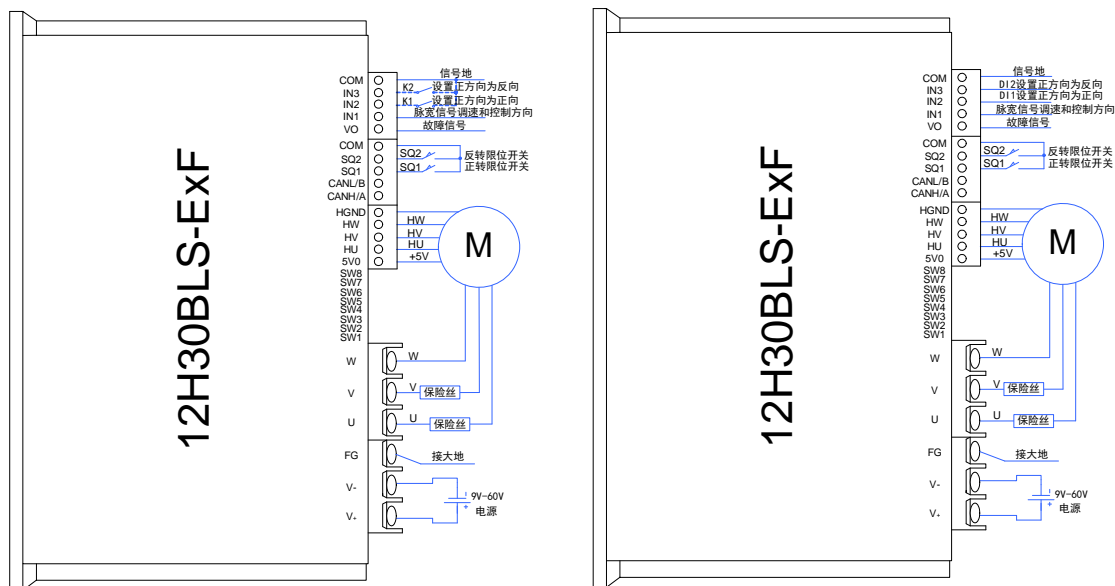 12H30BLS-ExF
COM 信号地
IN3 K2 设置正方向为反向
IN2 K1 设置正方向为正向
IN1 脉宽信号调速和控制方向
VO 故障信号
COM
SQ2 SQ2 反转限位开关
SQ1 SQ1 正转限位开关
CANL/B
CANH/A
HGND
HW HW
HV HV
HU HU
5V0 +5V
M
SW8
SW7
SW6
SW5
SW4
SW3
SW2
SW1
W W
V V 保险丝
U U 保险丝
FG 接大地
V-
9V-60V
+
电源
V+
12H30BLS-ExF
COM 信号地
IN3 DI2设置正方向为反向
IN2 DI1设置正方向为正向
IN1 脉宽信号调速和控制方向
VO 故障信号
COM
SQ2 SQ2 反转限位开关
SQ1 SQ1 正转限位开关
CANL/B
CANH/A
HGND
HW HW
HV HV
HU HU
5V0 +5V
M
SW8
SW7
SW6
SW5
SW4
SW3
SW2
SW1
W W
V V 保险丝
U U 保险丝
FG 接大地
V-
9V-60V
+
电源
V+